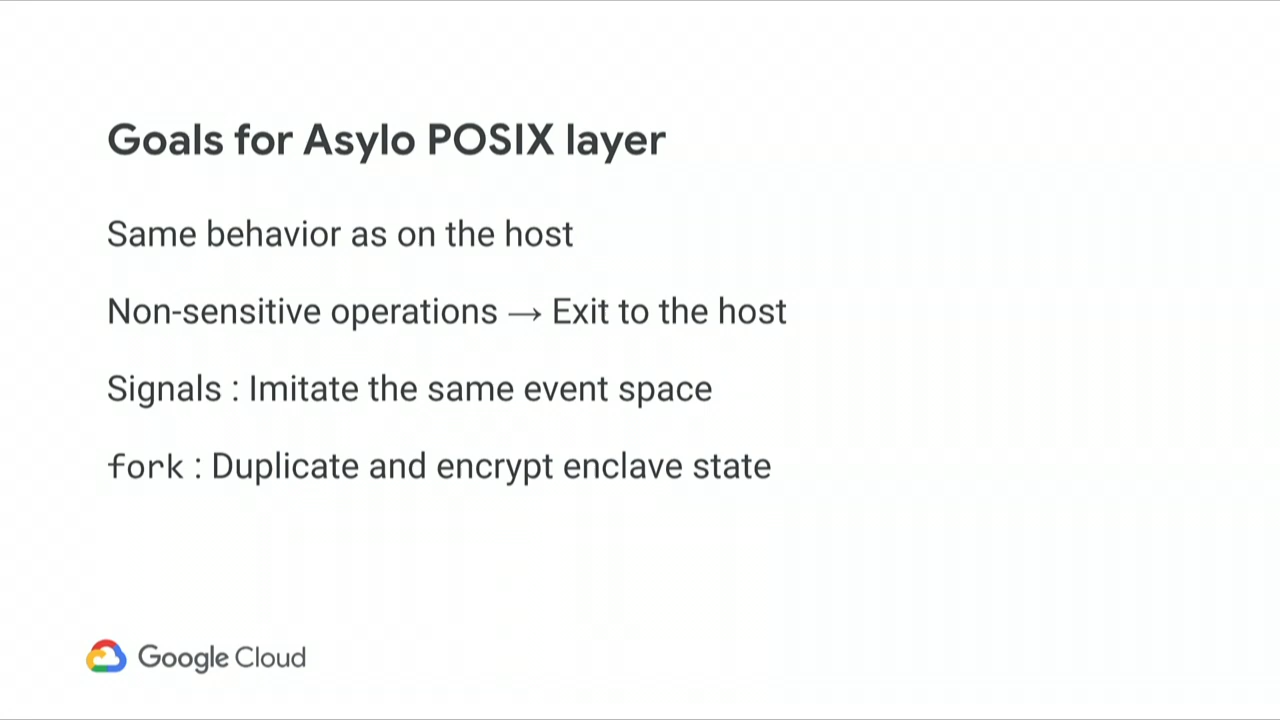 Goals for Asylo POSIX layer
Same behavior as on the host
Non-sensitive operations → Exit to the host
Signals : Imitate the same event space
fork : Duplicate and encrypt enclave state
Google Cloud